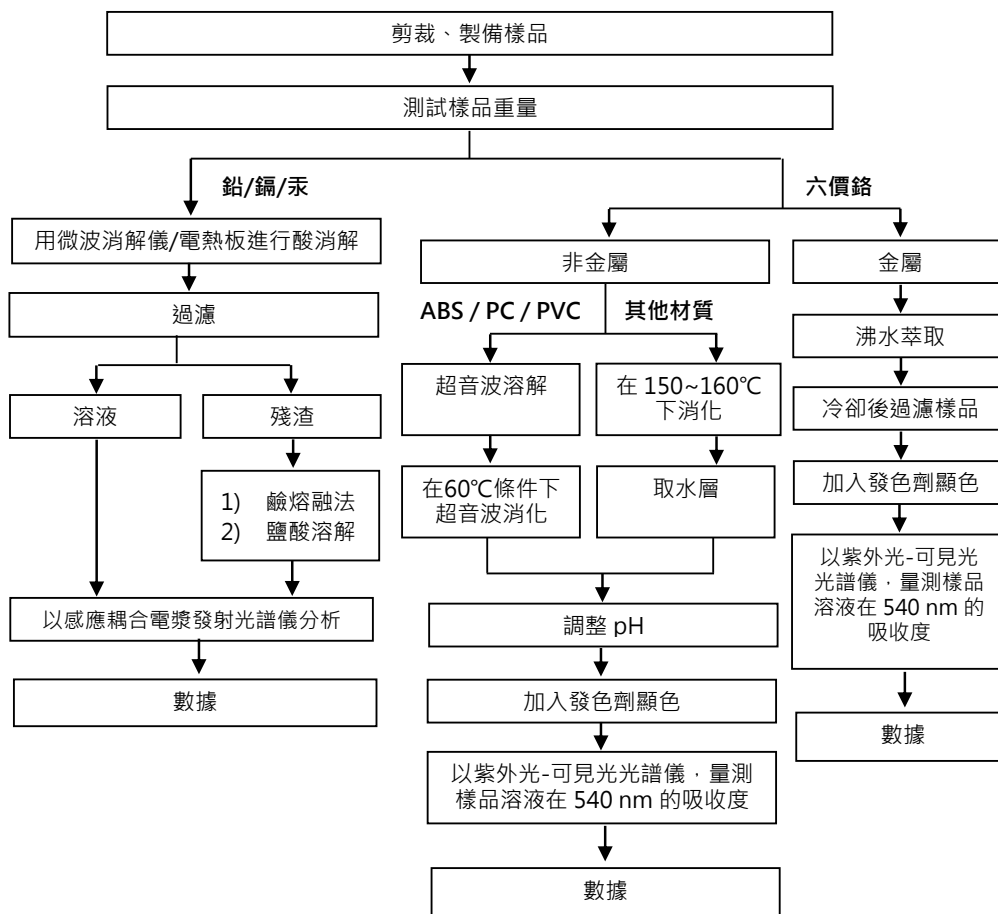 剪裁、製備樣品
測試樣品重量
鉛/鎘/汞
六價鉻
用微波消解儀/電熱板進行酸消解
過濾
溶液
殘渣
1) 鹼熔融法
2) 鹽酸溶解
以感應耦合電漿發射光譜儀分析
數據
非金屬
ABS / PC / PVC
其他材質
超音波溶解
在 150~160℃
下消化
在60℃條件下
超音波消化
取水層
調整 pH
加入發色劑顯色
以紫外光-可見光光譜儀，量測
樣品溶液在 540 nm 的吸收度
數據
金屬
沸水萃取
冷卻後過濾樣品
加入發色劑顯色
以紫外光-可見光
光譜儀，量測樣品
溶液在 540 nm 的
吸收度
數據